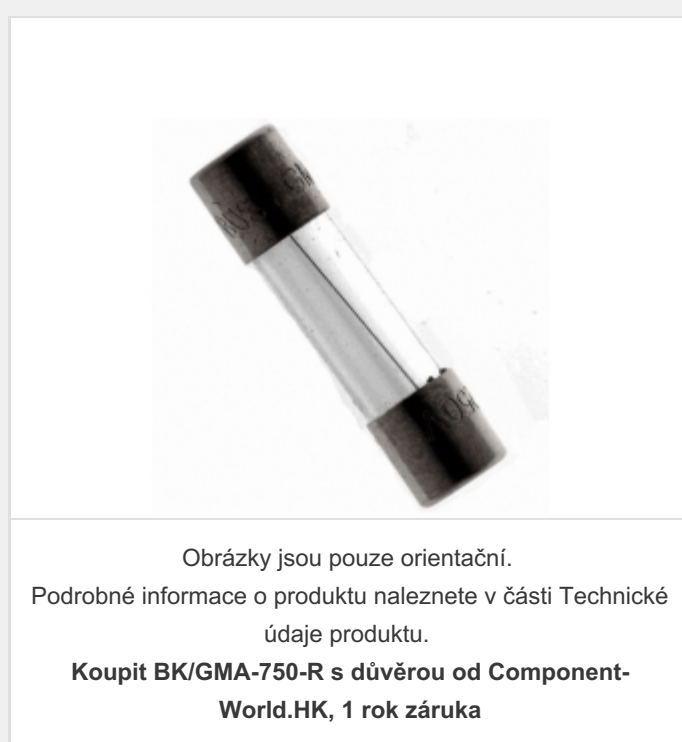 Obrázky jsou pouze orientační.
Podrobné informace o produktu naleznete v části Technické
údaje produktu.
Koupit BK/GMA-750-R s důvěrou od Component-
World.HK, 1 rok záruka